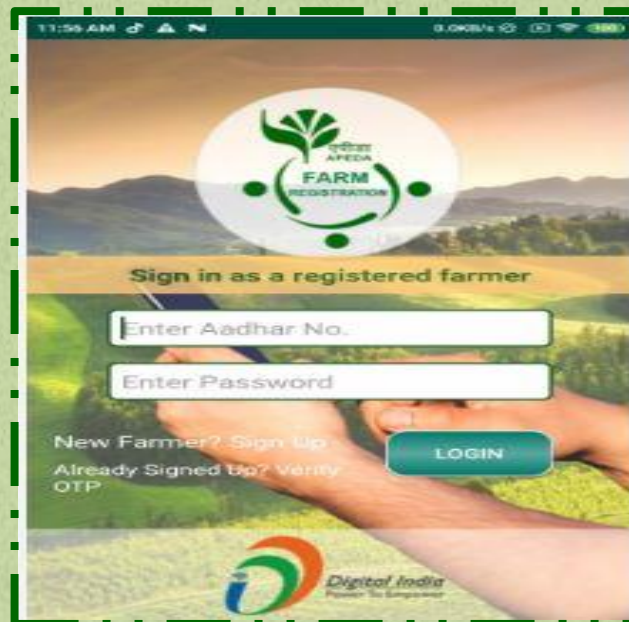 11:56 AM
0.0KB/s
एपीडा
APEDA
FARM
REGISTRATION
Sign in as a registered farmer
Enter Aadhar No.
Enter Password
New Farmer? Sign Up
LOGIN
Already Signed Up? Verify
OTP
Digital India
Power To Empower